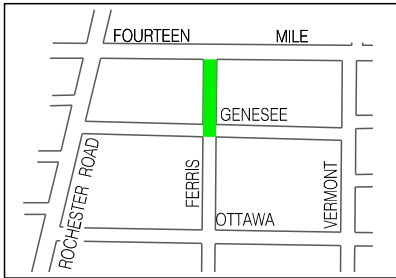 FOURTEEN MILE
GENESEE
ROCHESTER ROAD
FERRIS
VERMONT
OTTAWA